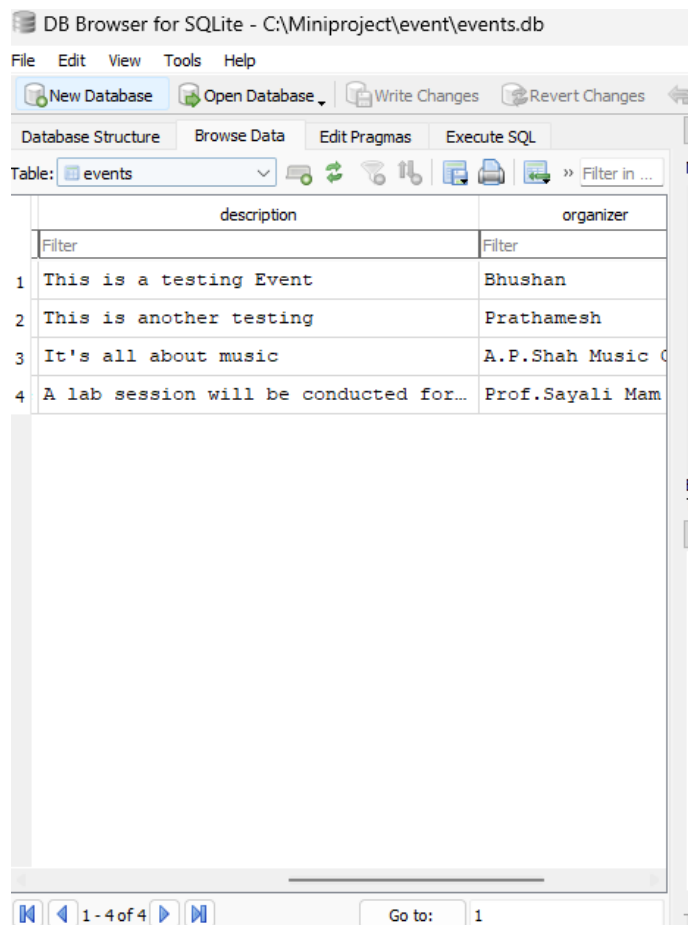 DB Browser for SQLite - C:\Miniproject\event\events.db
File Edit View Tools Help
New Database Open Database Write Changes Revert Changes
Database Structure Browse Data Edit Pragmas Execute SQL
Table: events » Filter in ...
description organizer
Filter Filter
1 This is a testing Event Bhushan
2 This is another testing Prathamesh
3 It's all about music A.P.Shah Music
4 A lab session will be conducted for… Prof.Sayali Mam
1 - 4 of 4 Go to: 1